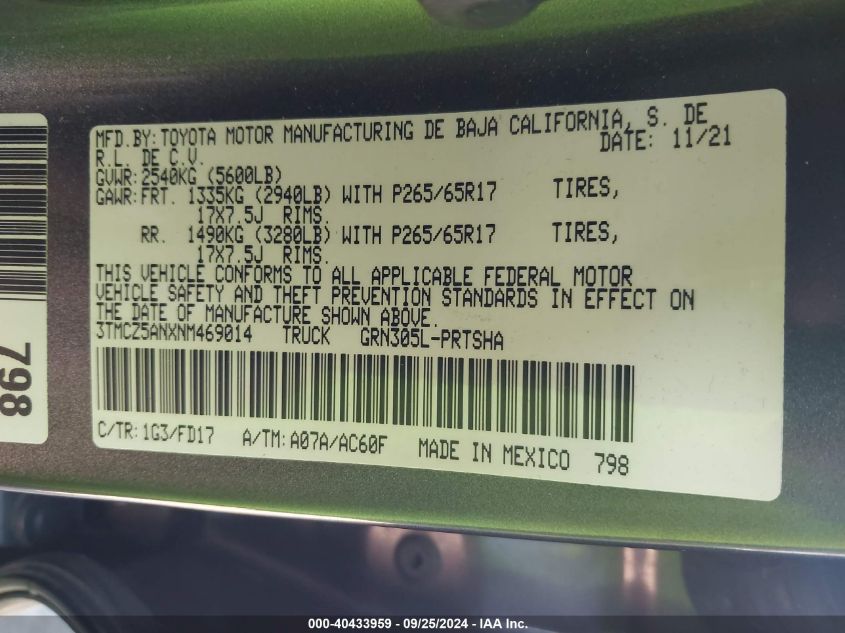 MFD.BY:TOYOTA MOTOR MANUFACTURING DE BAJA CALIFORNIA, S. DE
R.L. DE C.V. DATE: 11/21
GVWR:2540KG (5600LB)
GAWR:FRT. 1335KG (2940LB) WITH P265/65R17 TIRES,
17X7.5J RIMS.
RR. 1490KG (3280LB) WITH P265/65R17 TIRES,
17X7.5J RIMS.
THIS VEHICLE CONFORMS TO ALL APPLICABLE FEDERAL MOTOR
VEHICLE SAFETY AND THEFT PREVENTION STANDARDS IN EFFECT ON
THE DATE OF MANUFACTURE SHOWN ABOVE.
3TMCZ5ANXNM469014 TRUCK GRN305L-PRTSHA
C/TR:1G3/FD17 A/TM:A07A/AC60F MADE IN MEXICO 798
798
000-40433959 - 09/25/2024 - IAA Inc.